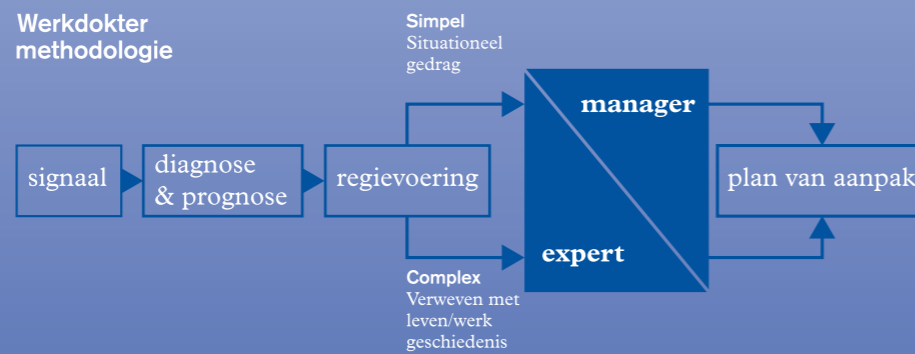 Werkdokter
methodologie
Simpel
Situationeel
gedrag
signaal
diagnose
& prognose
regievoering
manager
expert
plan van aanpak
Complex
Verweven met
leven/werk
geschiedenis